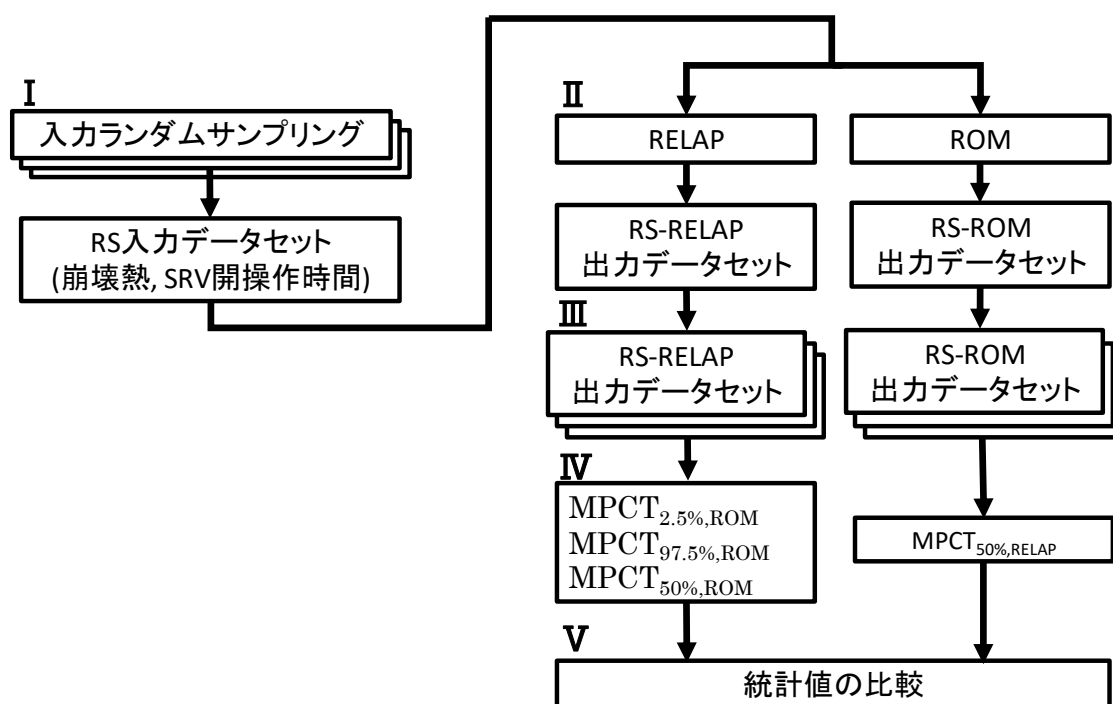 Ⅰ
入力ランダムサンプリング
RS入力データセット
(崩壊熱, SRV開操作時間)
Ⅱ
RELAP
ROM
RS-RELAP
出力データセット
RS-ROM
出力データセット
Ⅲ
RS-RELAP
出力データセット
RS-ROM
出力データセット
Ⅳ
MPCT2.5%,ROM
MPCT97.5%,ROM
MPCT50%,ROM
MPCT50%,RELAP
Ⅴ
統計値の比較